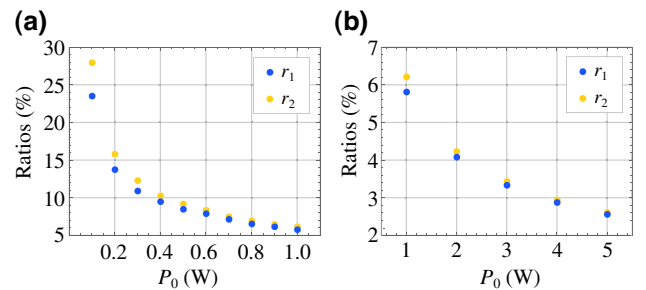 (a)
30
25
20
15
10
5
Ratios (%)
r1
r2
0.2 0.4 0.6 0.8 1.0
P0 (W)
(b)
7
6
5
4
3
2
Ratios (%)
r1
r2
1 2 3 4 5
P0 (W)